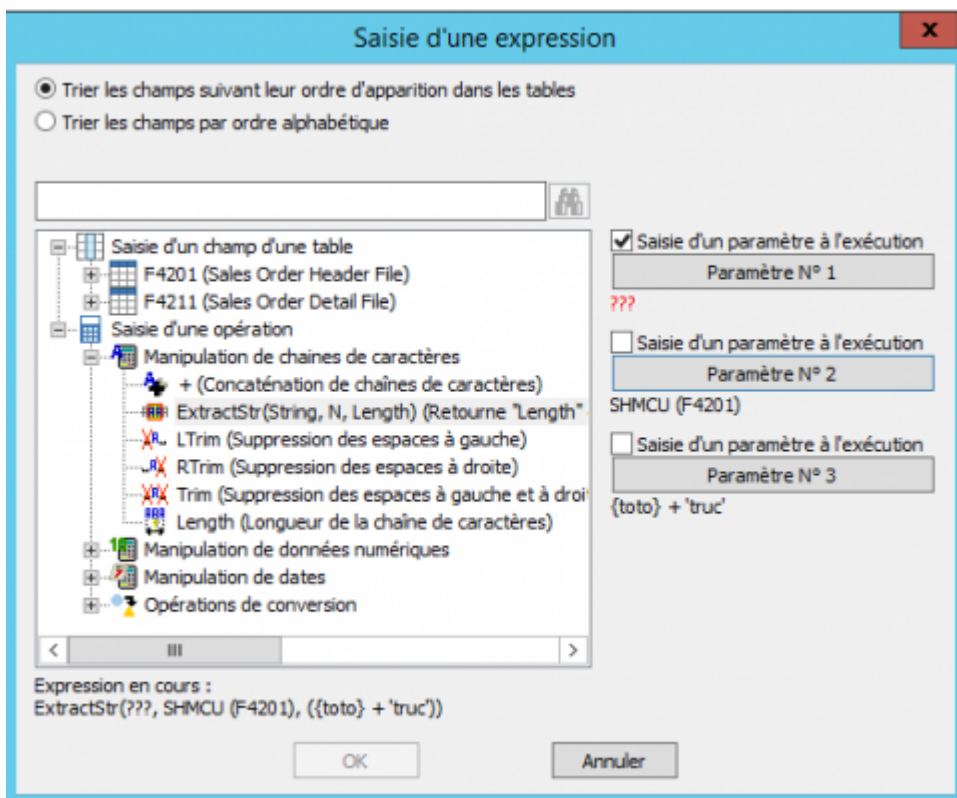 Saisie d'une expression
x
Trier les champs suivant leur ordre d'apparition dans les tables
Trier les champs par ordre alphabétique
Saisie d'un champ d'une table
F4201 (Sales Order Header File)
F4211 (Sales Order Detail File)
Saisie d'une opération
Manipulation de chaines de caractères
+ (Concaténation de chaînes de caractères)
ExtractStr(String, N, Length) (Retourne "Length"
LTrim (Suppression des espaces à gauche)
RTrim (Suppression des espaces à droite)
Trim (Suppression des espaces à gauche et à droi
Length (Longueur de la chaîne de caractères)
Manipulation de données numériques
Manipulation de dates
Opérations de conversion
Saisie d'un paramètre à l'exécution
Paramètre N° 1
???
Saisie d'un paramètre à l'exécution
Paramètre N° 2
SHMCU (F4201)
Saisie d'un paramètre à l'exécution
Paramètre N° 3
{toto} + 'truc'
Expression en cours :
ExtractStr(???, SHMCU (F4201), ({toto} + 'truc'))
OK
Annuler